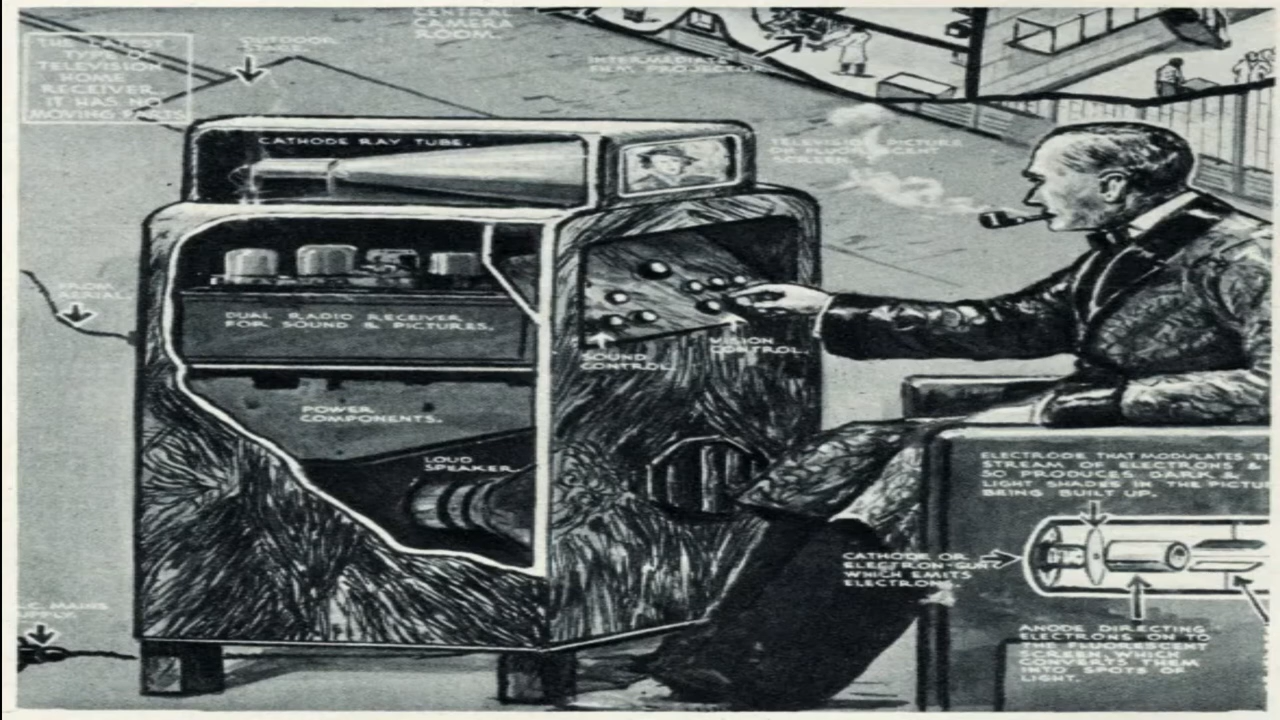 CENTRAL
CAMERA
ROOM.
THE LATEST
TYPE OF
TELEVISION
HOME
RECEIVER.
IT HAS NO
MOVING PARTS
OUTDOOR
STAGE.
INTERMEDIATE
FILM PROJECTOR
CATHODE RAY TUBE.
TELEVISION PICTURE
SCREEN.
FROM
AERIAL.
DUAL RADIO RECEIVER
FOR SOUND & PICTURES.
SOUND
CONTROL.
VISION
CONTROL.
POWER
COMPONENTS.
LOUD
SPEAKER.
ELECTRODE THAT MODULATES
STREAM OF ELECTRONS &
SO PRODUCES DARK &
LIGHT SHADES IN THE PICTU
BEING BUILT UP.
CATHODE OR
ELECTRON GUN
WHICH EMITS
ELECTRONS.
.C. MAINS
ANODE DIRECTING
ELECTRONS ON TO
THE FLUORESCENT
SCREEN WHICH
CONVERTS THEM
INTO SPOTS OF
LIGHT.